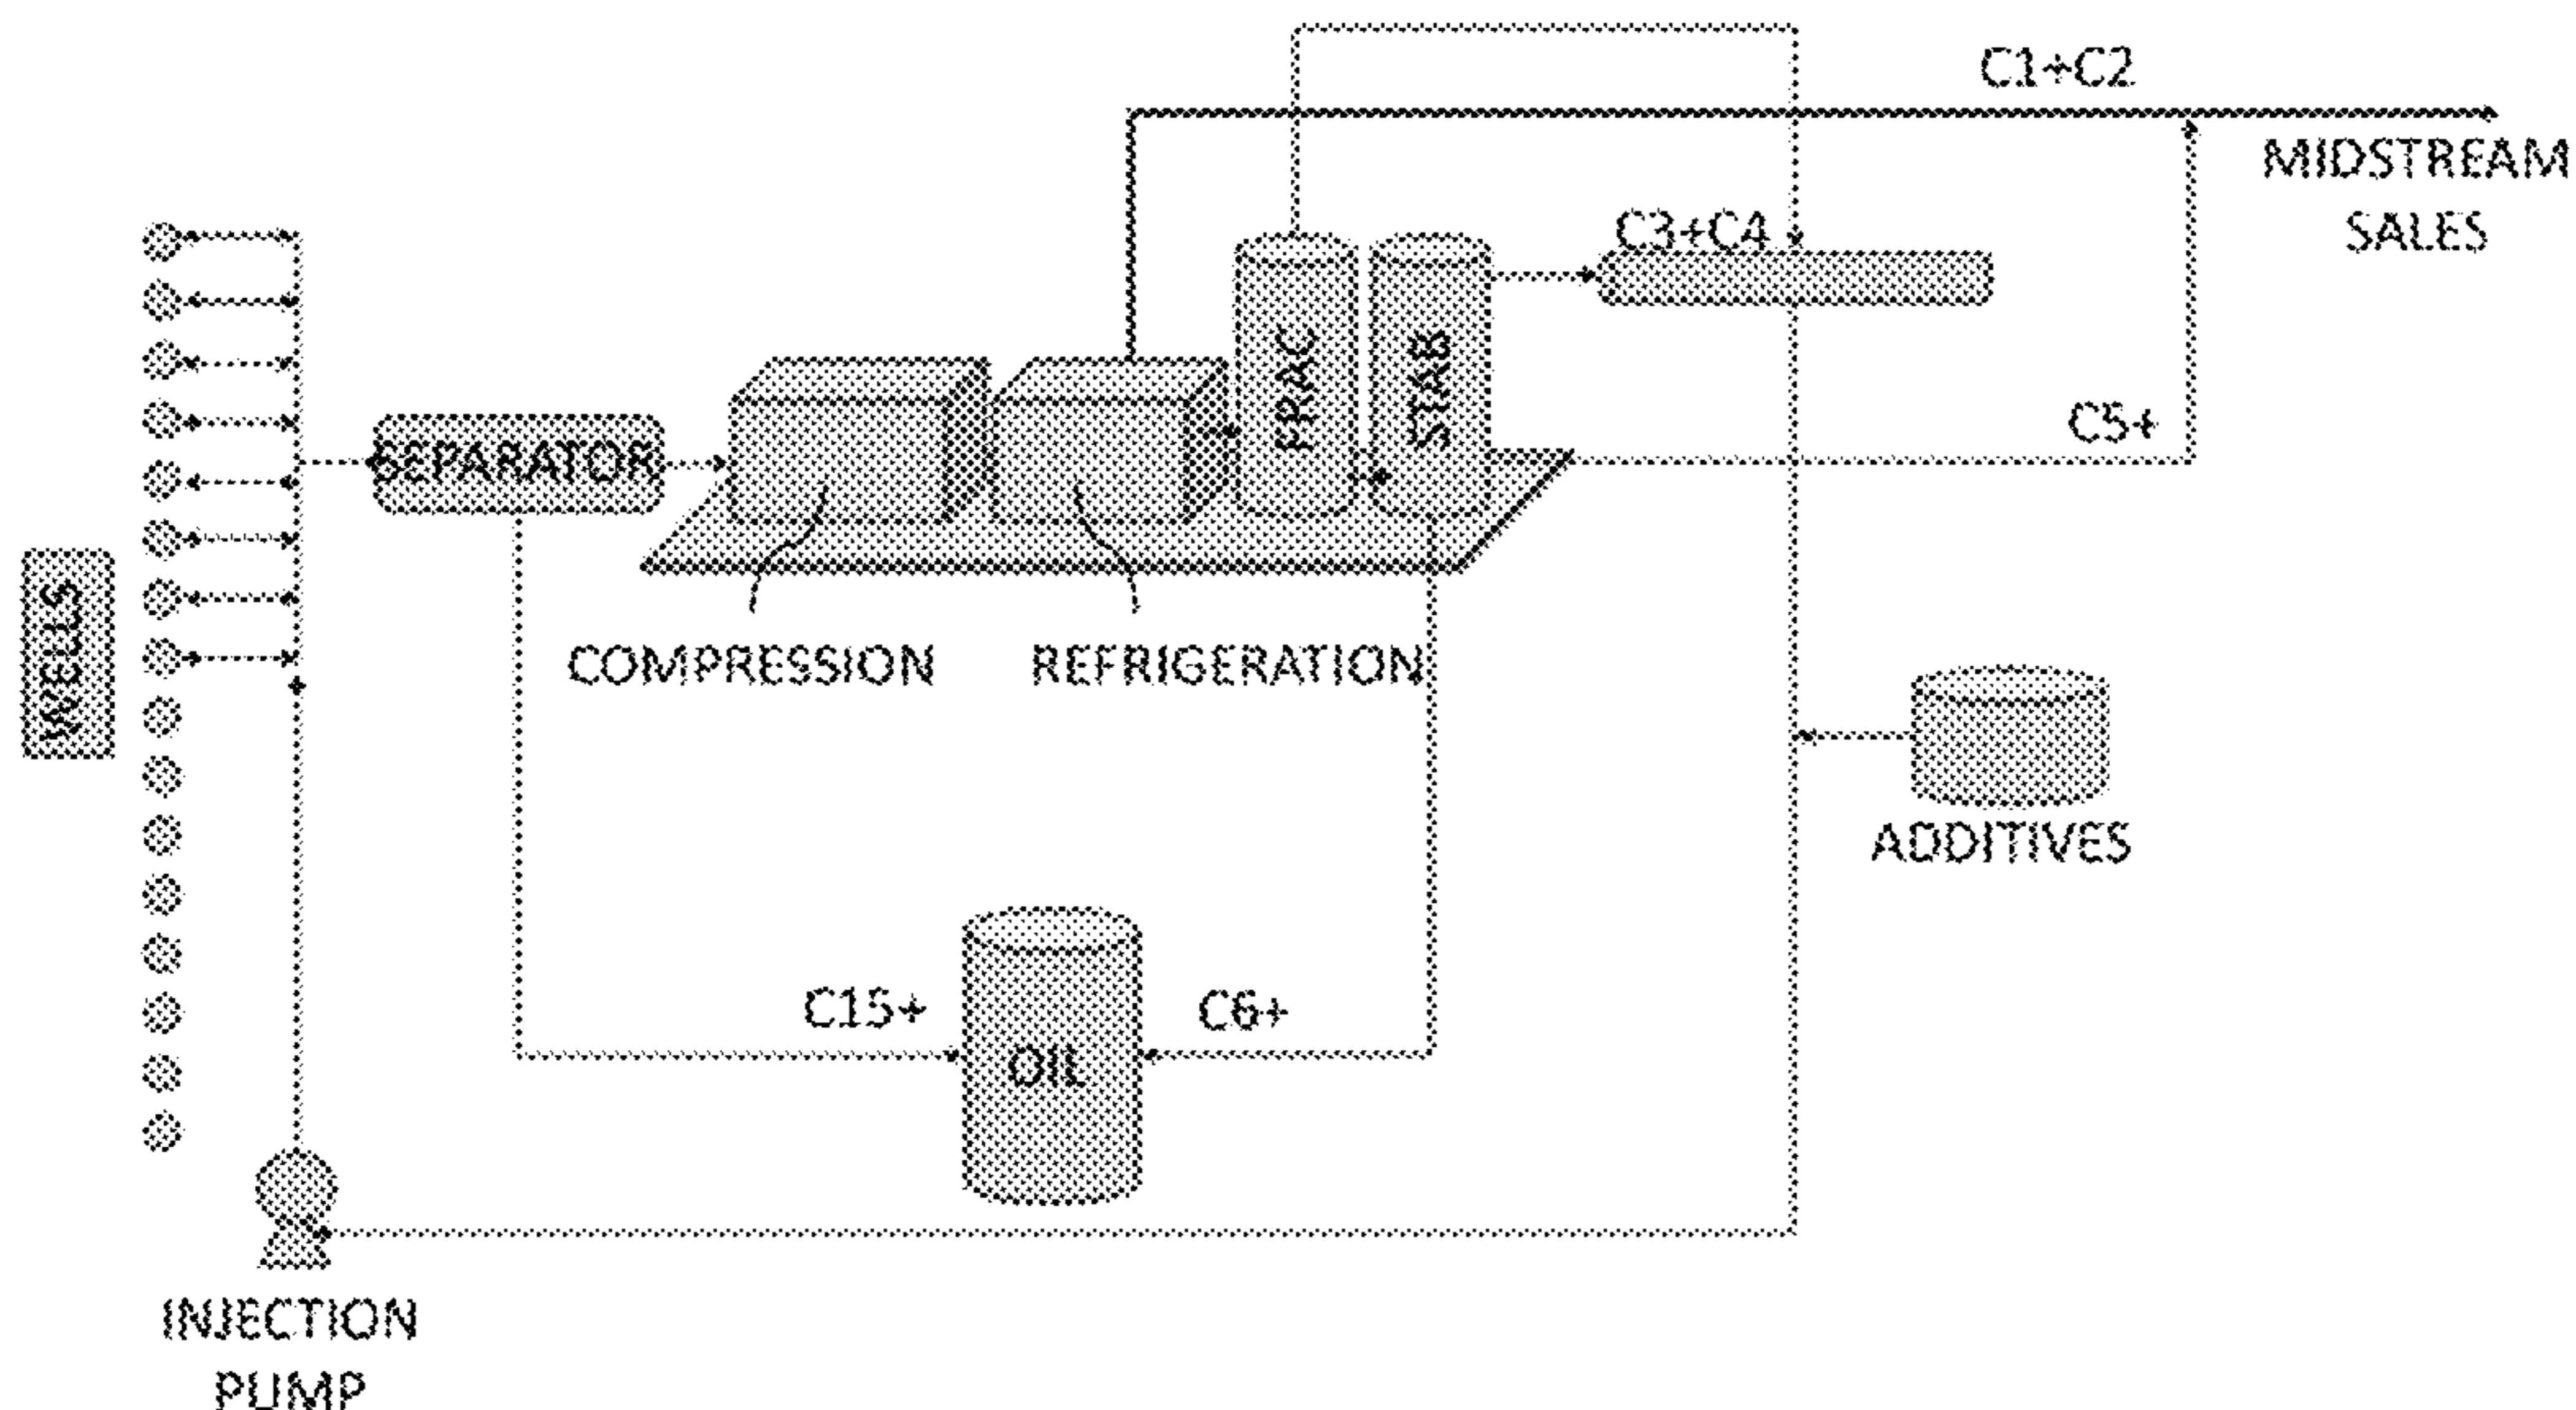 C1+C2
MIDSTREAM
SALES
C3+C4
FRAC
STAB
C5+
SEPARATOR
WELLS
COMPRESSION
REFRIGERATION
ADDITIVES
C15+
C6+
OIL
INJECTION
PUMP